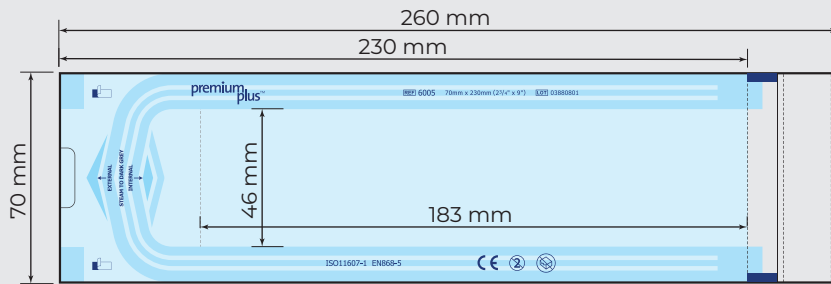 260 mm
230 mm
premium
plus™
REF 6005 70mm x 230mm (2¾" x 9") LOT 03880801
70 mm
EXTERNAL
STEAM TO DARK GREY
INTERNAL
46 mm
183 mm
ISO11607-1 EN868-5
CE 2